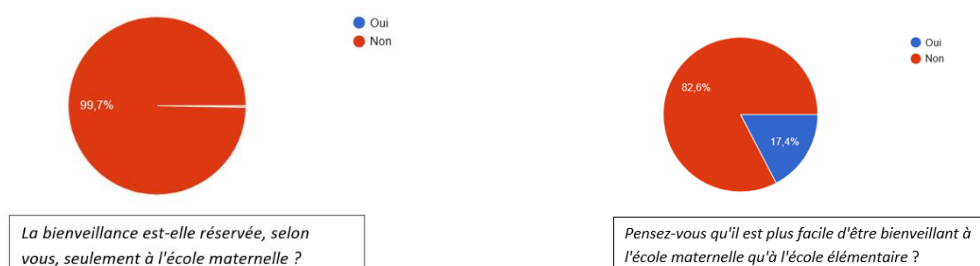 Oui
Non
99,7%
La bienveillance est-elle réservée, selon
vous, seulement à l'école maternelle ?
Oui
Non
82,6%
17,4%
Pensez-vous qu'il est plus facile d'être bienveillant à
l'école maternelle qu'à l'école élémentaire ?